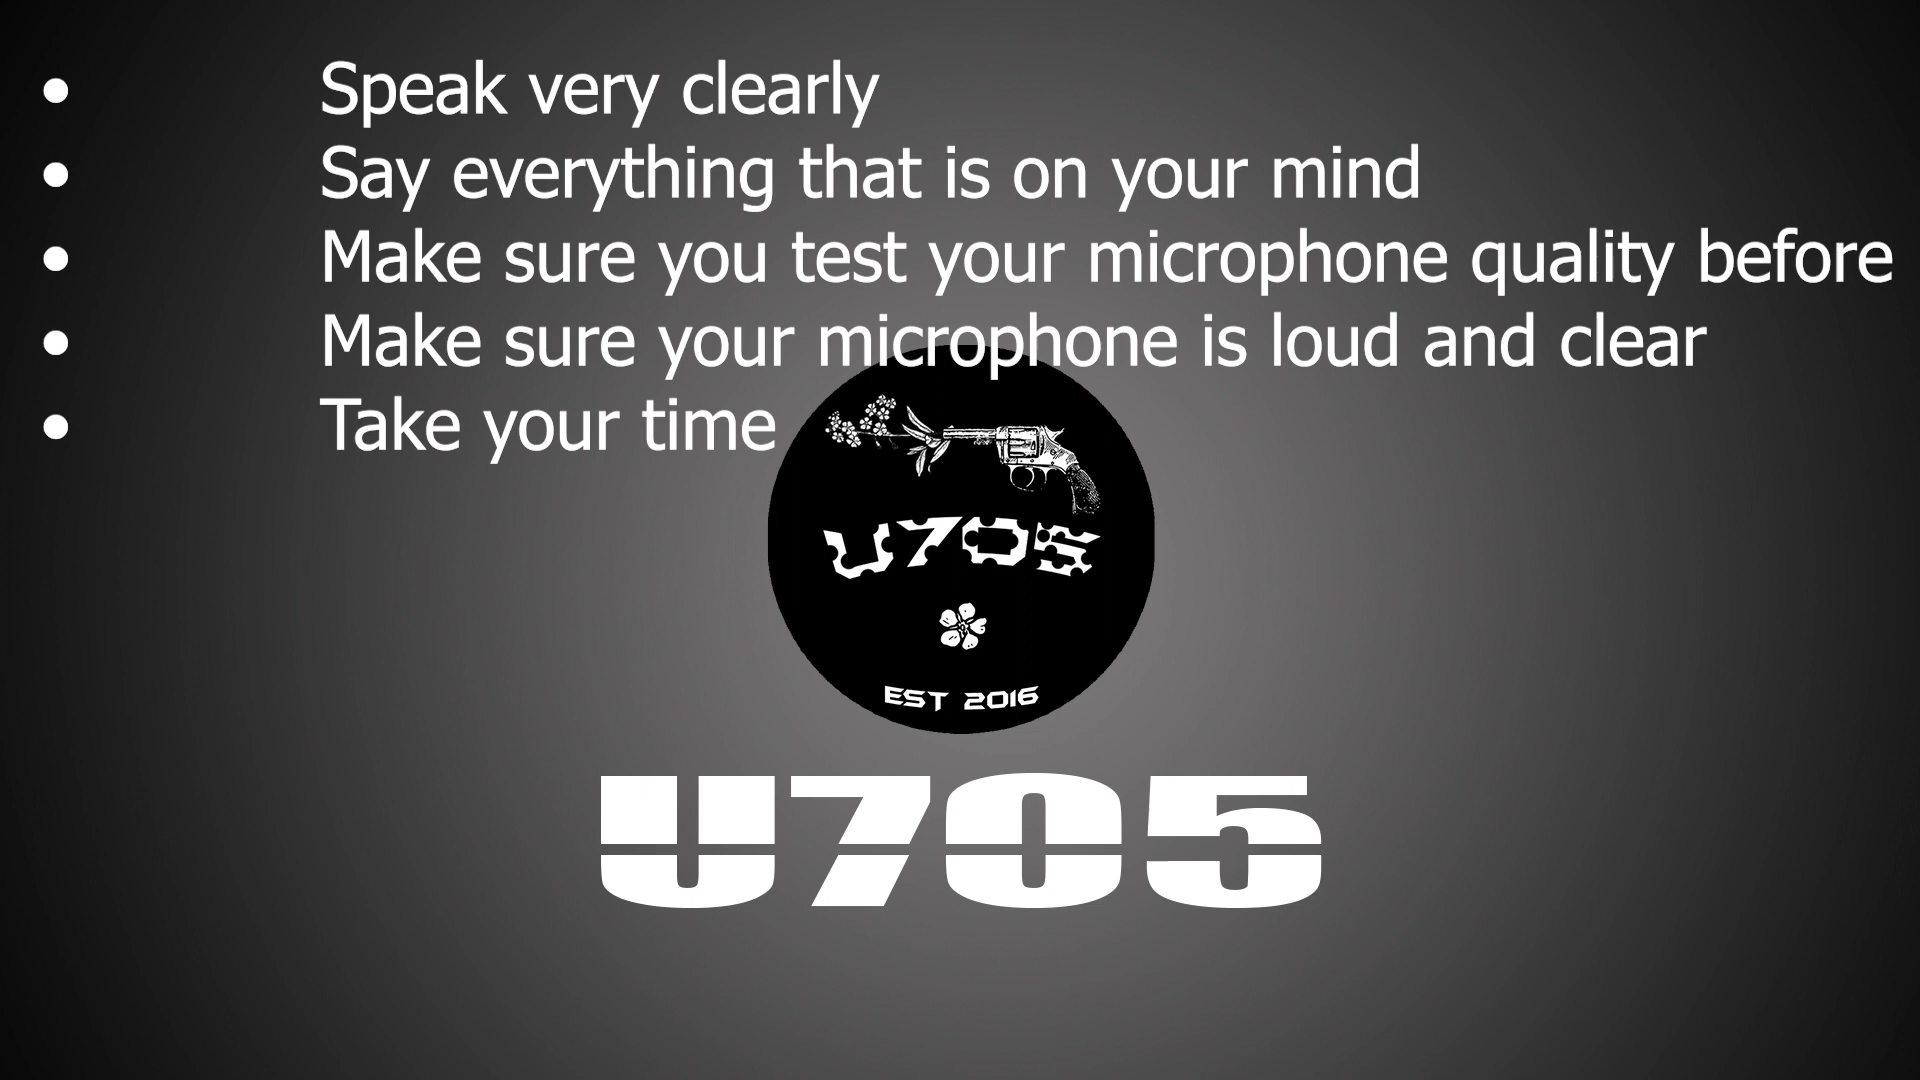 • Speak very clearly
• Say everything that is on your mind
• Make sure you test your microphone quality before
• Make sure your microphone is loud and clear
• Take your time
U705
EST 2016
U705